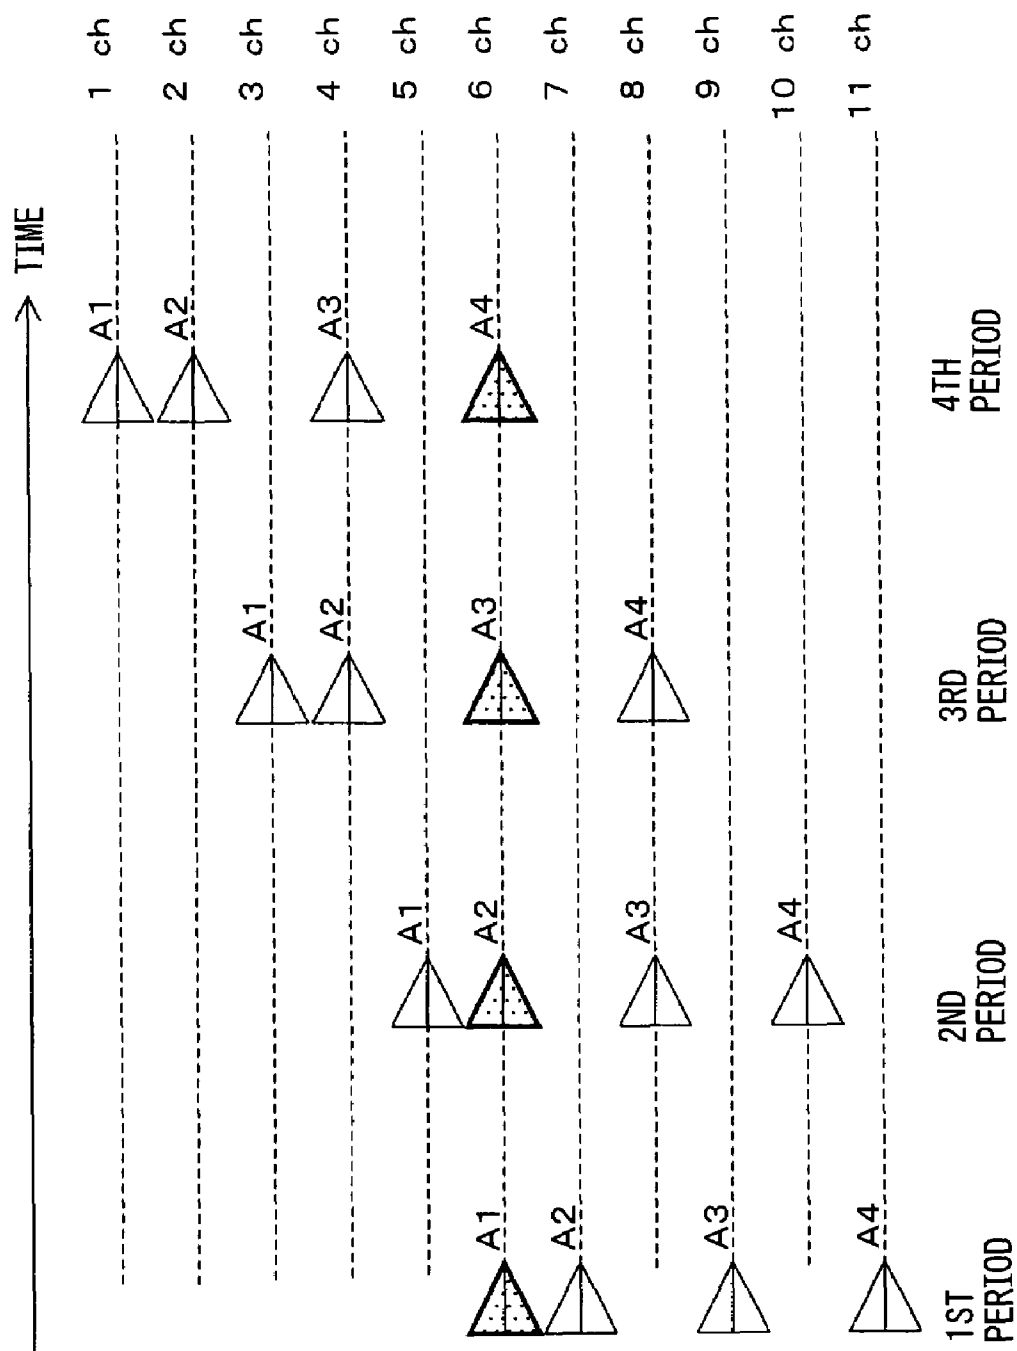 TIME
1 ch
2 ch
3 ch
4 ch
5 ch
6 ch
7 ch
8 ch
9 ch
10 ch
11 ch
A1
A2
A3
A4
A1
A2
A3
A4
A1
A2
A3
A4
A1
A2
A3
A4
1ST
PERIOD
2ND
PERIOD
3RD
PERIOD
4TH
PERIOD